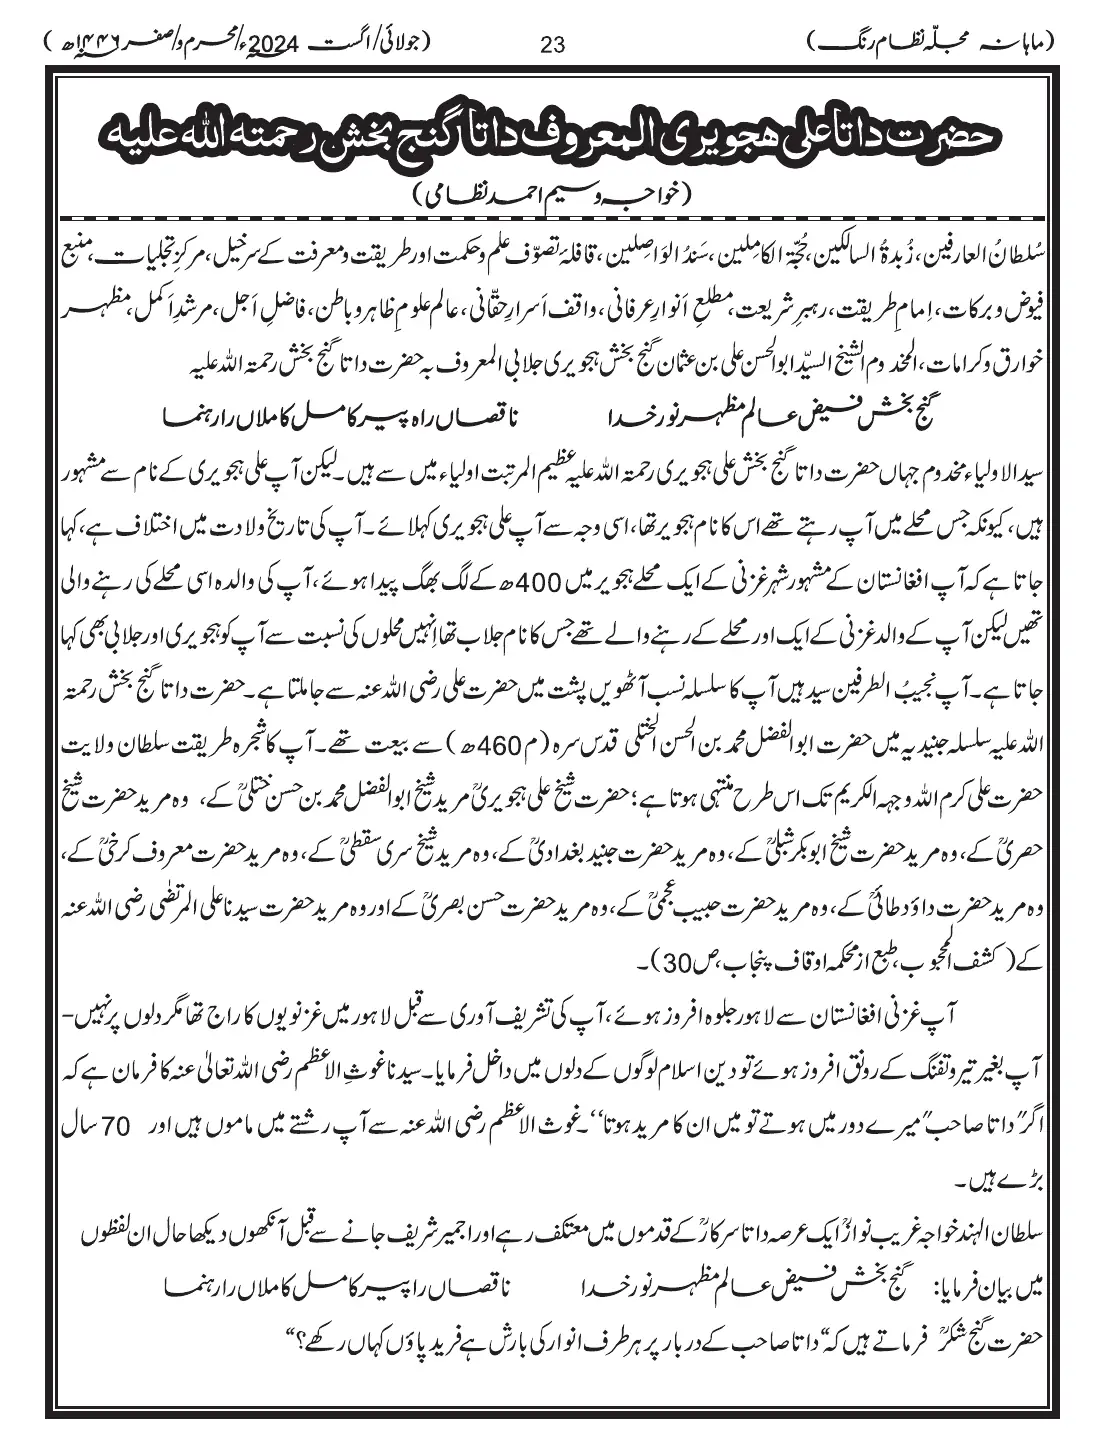 (ماہانہ مجلّہ نظام رنگ) 23 (جولائی/اگست 2024ء/محرم و/صفر ۱۴۴۶ھ)
حضرت داتا علی ھجویری المعروف داتا گنج بخش رحمتہ اللہ علیہ
(خواجہ وسیم احمد نظامی)
سُلطانُ العارفین، زُبدۃُ السالکین، حُجّۃ الکامِلین، سَنَدُ الوَاصِلین، قافلۂ تصوّف علم و حکمت اور طریقت و معرفت کے سرخیل، مرکزِ تجلیات، منبع
فیوض و برکات، اِمامِ طریقت، رہبرِ شریعت، مطلعِ اَنوارِ عرفانی، واقف اَسرارِ حقّانی، عالم علومِ ظاہر و باطن، فاضلِ اَجل، مرشدِ اَکمل، مظہر
خوارق و کرامات، المخدوم الشیخ السیّد ابوالحسن علی بن عثمان گنج بخش ہجویری جلابی المعروف بہ حضرت داتا گنج بخش رحمتہ اللہ علیہ
گنج بخش فیض عالم مظہر نور خدا ناقصاں راہ پیر کامل کاملاں را رہنما
سید الاولیاء مخدوم جہاں حضرت داتا گنج بخش علی ہجویری رحمتہ اللہ علیہ عظیم المرتبت اولیاء میں سے ہیں۔ لیکن آپ علی ہجویری کے نام سے مشہور
ہیں، کیونکہ جس محلے میں آپ رہتے تھے اس کا نام ہجویر تھا، اسی وجہ سے آپ علی ہجویری کہلائے۔ آپ کی تاریخ ولادت میں اختلاف ہے، کہا
جاتا ہے کہ آپ افغانستان کے مشہور شہر غزنی کے ایک محلے ہجویر میں 400ھ کے لگ بھگ پیدا ہوئے، آپ کی والدہ اسی محلے کی رہنے والی
تھیں لیکن آپ کے والد غزنی کے ایک اور محلے کے رہنے والے تھے جس کا نام جلاب تھا اِنہیں محلوں کی نسبت سے آپ کو ہجویری اور جلابی بھی کہا
جاتا ہے۔ آپ نجیبُ الطرفین سید ہیں آپ کا سلسلہ نسب آٹھویں پشت میں حضرت علی رضی اللہ عنہ سے جا ملتا ہے۔ حضرت داتا گنج بخش رحمتہ
اللہ علیہ سلسلہ جنیدیہ میں حضرت ابوالفضل محمد بن الحسن الختلی قدس سرہ (م 460ھ) سے بیعت تھے۔ آپ کا شجرہ طریقت سلطان ولایت
حضرت علی کرم اللہ وجہہ الکریم تک اس طرح منتہی ہوتا ہے؛ حضرت شیخ علی ہجویریؒ مرید شیخ ابوالفضل محمد بن حسن ختلیؒ کے، وہ مرید حضرت شیخ
حصریؒ کے، وہ مرید حضرت شیخ ابوبکر شبلیؒ کے، وہ مرید حضرت جنید بغدادیؒ کے، وہ مرید شیخ سری سقطیؒ کے، وہ مرید حضرت معروف کرخیؒ کے،
وہ مرید حضرت داؤد طائیؒ کے، وہ مرید حضرت حبیب عجمیؒ کے، وہ مرید حضرت حسن بصریؒ کے اور وہ مرید حضرت سیدنا علی المرتضٰی رضی اللہ عنہ
کے (کشف المحجوب، طبع از محکمہ اوقاف پنجاب، ص 30)۔
آپ غزنی افغانستان سے لاہور جلوہ افروز ہوئے، آپ کی تشریف آوری سے قبل لاہور میں غزنویوں کا راج تھا مگر دلوں پر نہیں-
آپ بغیر تیر و تفنگ کے رونق افروز ہوئے تو دین اسلام لوگوں کے دلوں میں داخل فرمایا۔ سیدنا غوثِ الاعظم رضی اللہ تعالیٰ عنہ کا فرمان ہے کہ
اگر ”داتا صاحب“ میرے دور میں ہوتے تو میں ان کا مرید ہوتا‘‘۔ غوث الاعظم رضی اللہ عنہ سے آپ رشتے میں ماموں ہیں اور 70 سال
بڑے ہیں۔
سلطان الہند خواجہ غریب نوازؒ ایک عرصہ داتا سرکارؒ کے قدموں میں معتکف رہے اور اجمیر شریف جانے سے قبل آنکھوں دیکھا حال ان لفظوں
میں بیان فرمایا: گنج بخش فیض عالم مظہر نور خدا ناقصاں را پیر کامل کاملاں را رہنما
حضرت گنج شکرؒ فرماتے ہیں کہ “داتا صاحب کے دربار پر ہر طرف انوار کی بارش ہے فرید پاؤں کہاں رکھے؟“